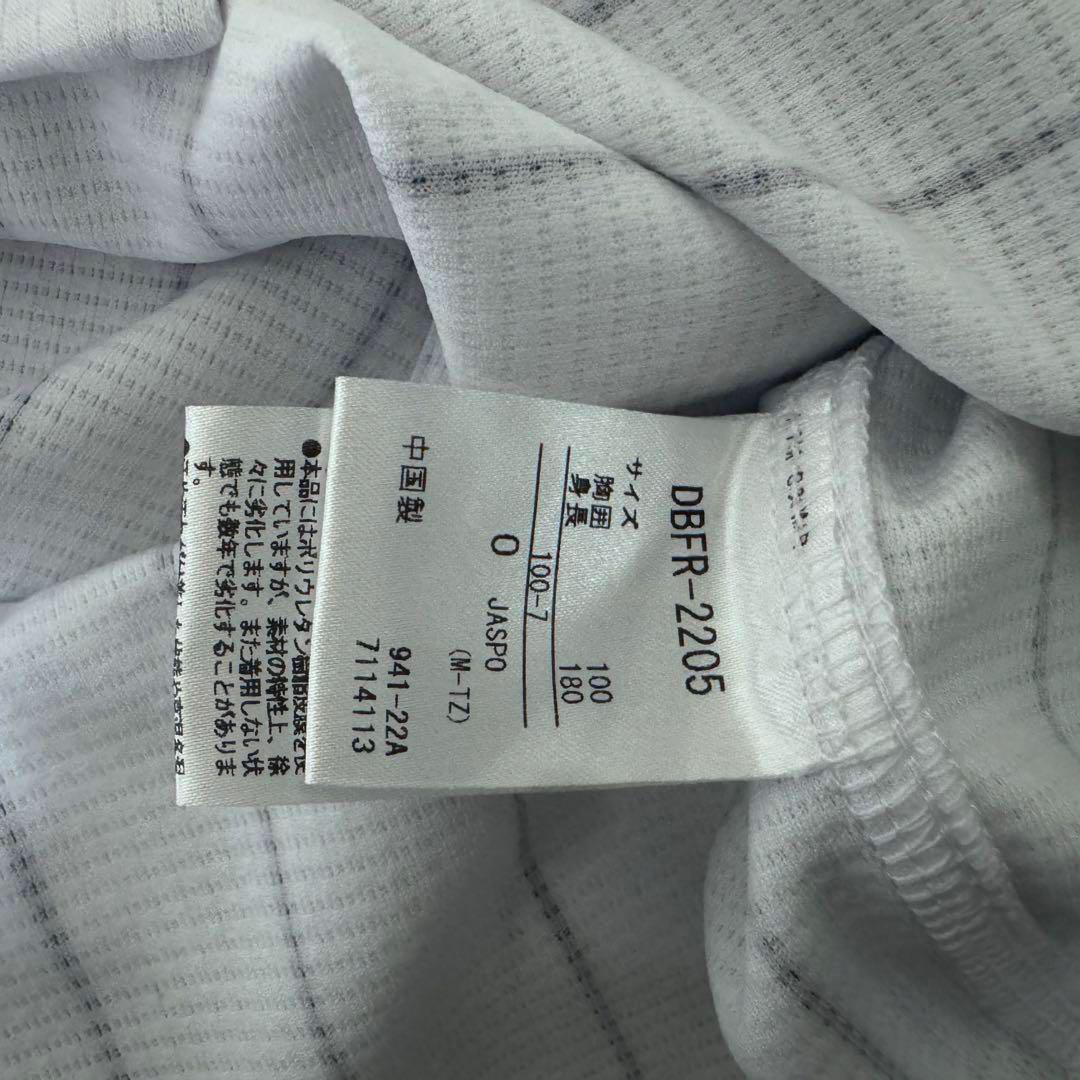 DBFR-2205
サイズ
胸囲 100
身長 180
100-7
O JASPO
(M-TZ)
中国製 941-22A
7114113
●本品にはポリウレタン
用していますが、素材の特性上、徐
々に劣化します。また着用しない状
態でも数年で劣化することがありま
す。